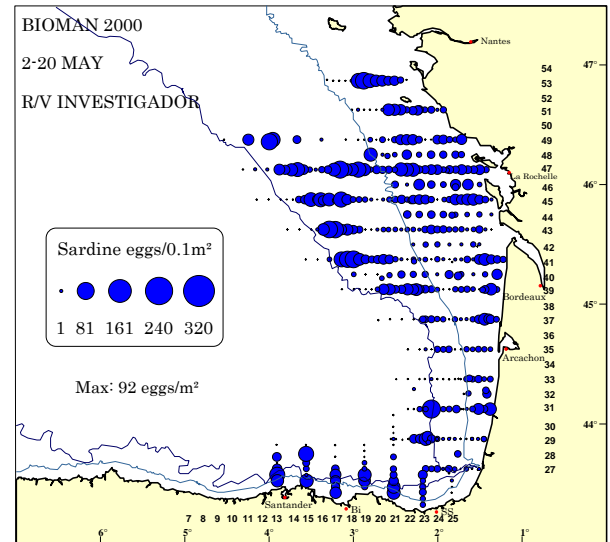 BIOMAN 2000
2-20 MAY
R/V INVESTIGADOR
Nantes
47°
54
53
52
51
50
49
48
47
La Rochelle
46
46°
45
44
43
42
41
40
39
Bordeaux
45°
38
37
36
35
Arcachon
34
33
32
31
44°
30
29
28
27
Sardine eggs/0.1m²
1 81 161 240 320
Max: 92 eggs/m²
Santander
Bi
SS
7 8 9 10 11 12 13 14 15 16 17 18 19 20 21 22 23 24 25
6° 5° 4° 3° 2° 1° 0°